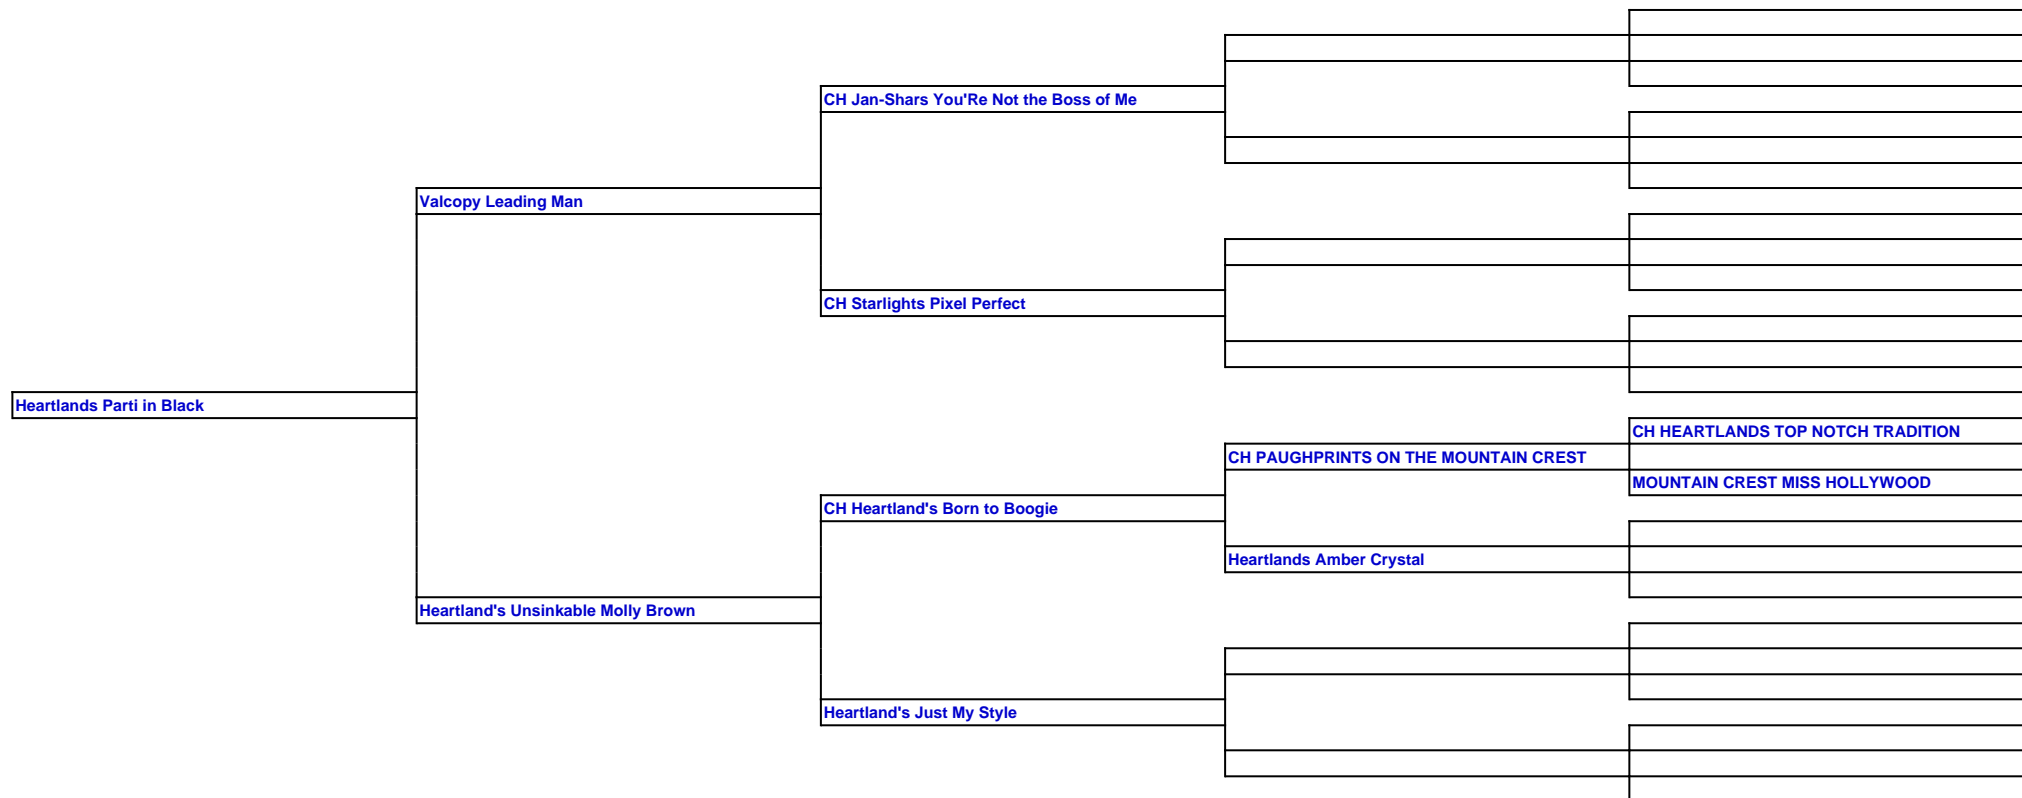 CH Jan-Shars You'Re Not the Boss of Me
Valcopy Leading Man
CH Starlights Pixel Perfect
Heartlands Parti in Black
CH HEARTLANDS TOP NOTCH TRADITION
CH PAUGHPRINTS ON THE MOUNTAIN CREST
MOUNTAIN CREST MISS HOLLYWOOD
CH Heartland's Born to Boogie
Heartlands Amber Crystal
Heartland's Unsinkable Molly Brown
Heartland's Just My Style